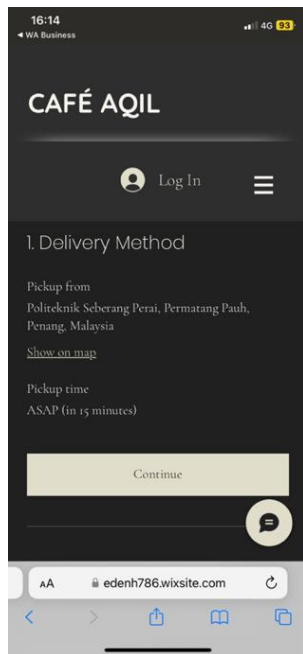 16:14
4G 93
◀ WA Business
CAFÉ AQIL
Log In
1. Delivery Method
Pickup from
Politeknik Seberang Perai, Permatang Pauh,
Penang, Malaysia
Show on map
Pickup time
ASAP (in 15 minutes)
Continue
AA edenh786.wixsite.com